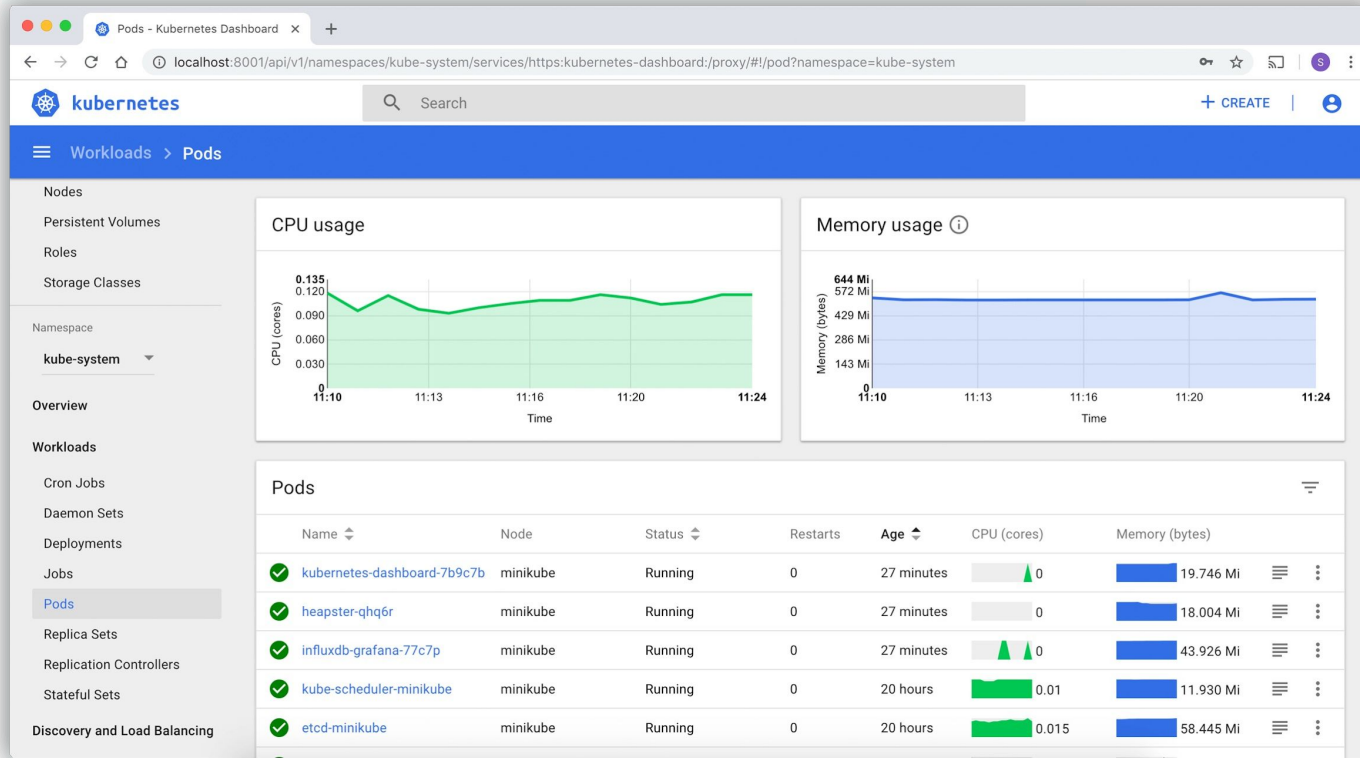 Pods - Kubernetes Dashboard
localhost:8001/api/v1/namespaces/kube-system/services/https:kubernetes-dashboard:/proxy/#!/pod?namespace=kube-system
S
kubernetes
Search
+ CREATE
Workloads > Pods
Nodes
Persistent Volumes
Roles
Storage Classes
Namespace
kube-system
Overview
Workloads
Cron Jobs
Daemon Sets
Deployments
Jobs
Pods
Replica Sets
Replication Controllers
Stateful Sets
Discovery and Load Balancing
CPU usage
CPU (cores)
0.135
0.120
0.090
0.060
0.030
0
11:10 11:13 11:16 11:20 11:24
Time
Memory usage
Memory (bytes)
644 Mi
572 Mi
429 Mi
286 Mi
143 Mi
0
11:10 11:13 11:16 11:20 11:24
Time
Pods
Name Node Status Restarts Age CPU (cores) Memory (bytes)
kubernetes-dashboard-7b9c7b minikube Running 0 27 minutes 0 19.746 Mi
heapster-qhq6r minikube Running 0 27 minutes 0 18.004 Mi
influxdb-grafana-77c7p minikube Running 0 27 minutes 0 43.926 Mi
kube-scheduler-minikube minikube Running 0 20 hours 0.01 11.930 Mi
etcd-minikube minikube Running 0 20 hours 0.015 58.445 Mi